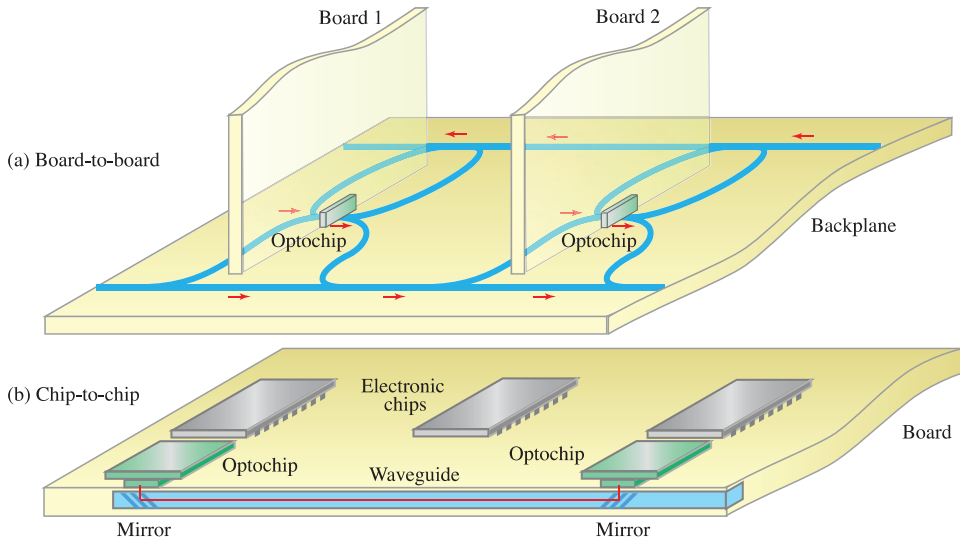 Board 1
Board 2
(a) Board-to-board
Optochip
Optochip
Backplane
(b) Chip-to-chip
Electronic
chips
Optochip
Optochip
Board
Waveguide
Mirror
Mirror